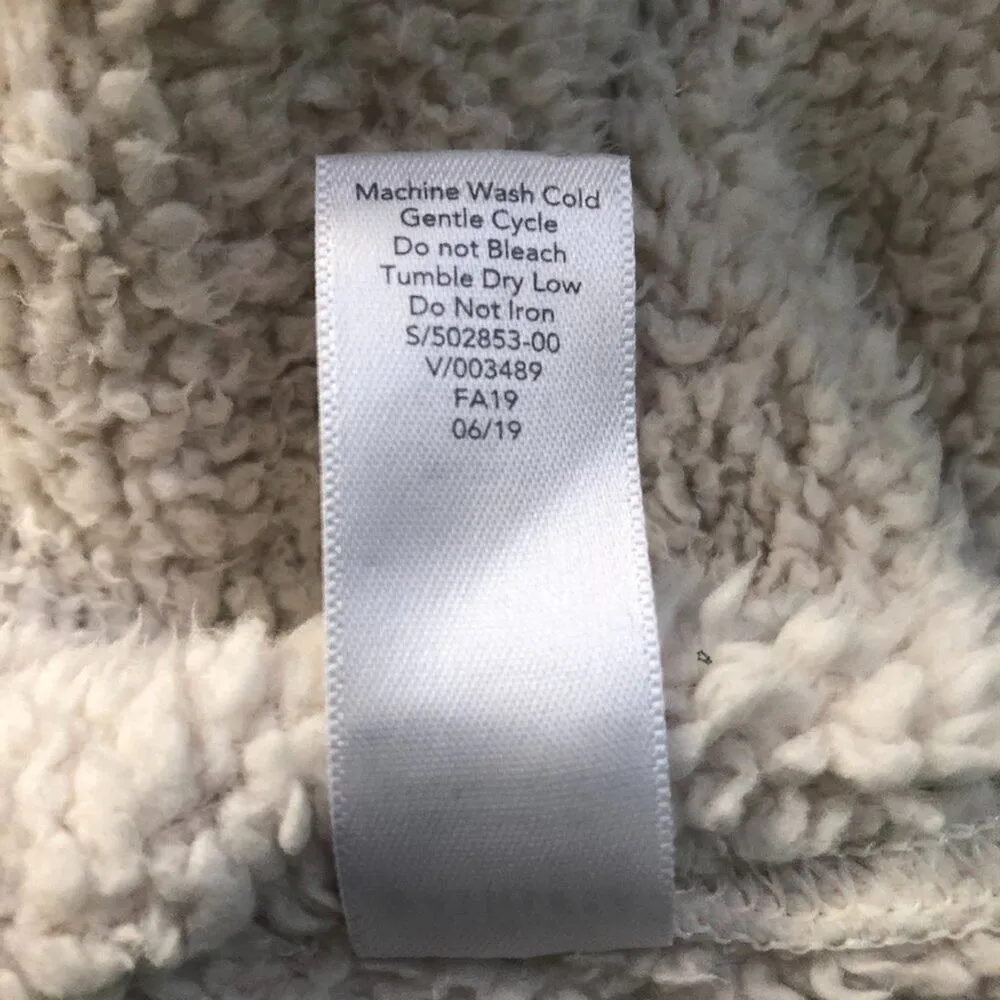 Machine Wash Cold
Gentle Cycle
Do not Bleach
Tumble Dry Low
Do Not Iron
S/502853-00
V/003489
FA19
06/19